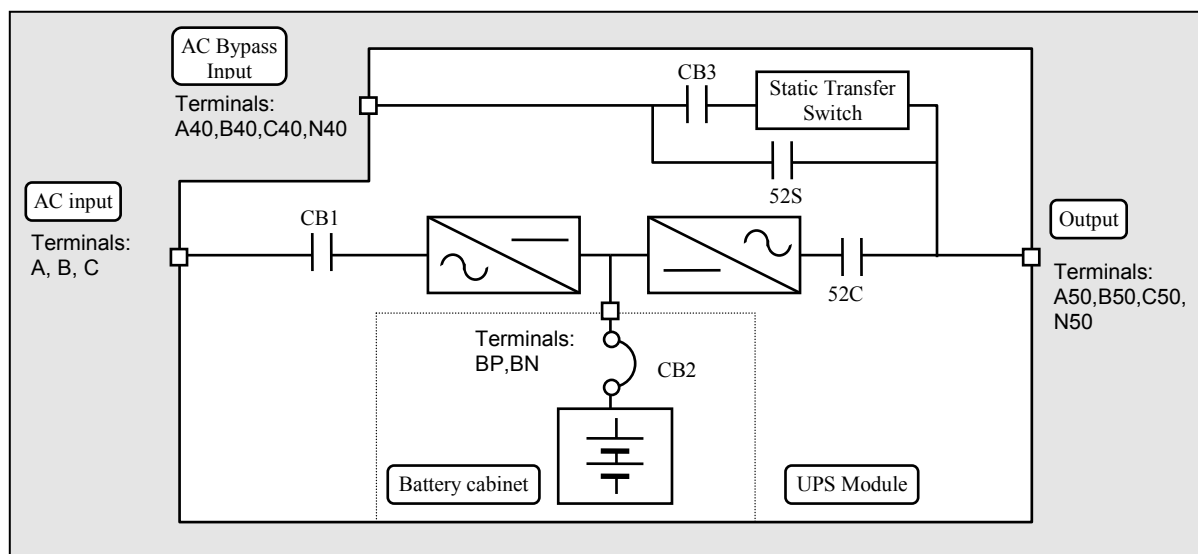 AC Bypass
Input
Terminals:
A40,B40,C40,N40
CB3
Static Transfer
Switch
52S
AC input
Terminals:
A, B, C
CB1
52C
Output
Terminals:
A50,B50,C50,
N50
Terminals:
BP,BN
CB2
Battery cabinet
UPS Module